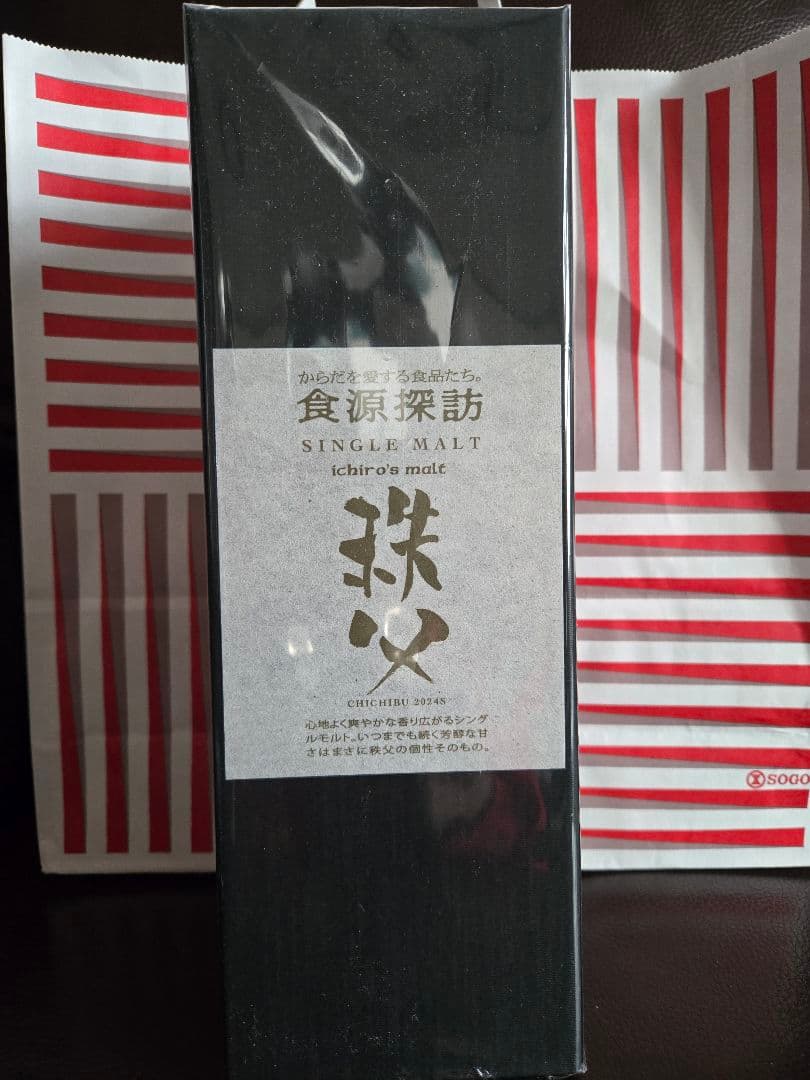 からだを愛する食品たち。
食源探訪
SINGLE MALT
ichiro's malt
秩
父
CHICHIBU 2024S
心地よく爽やかな香り広がるシング
ルモルト。いつまでも続く芳醇な甘
さはまさに秩父の個性そのもの。
SOGO